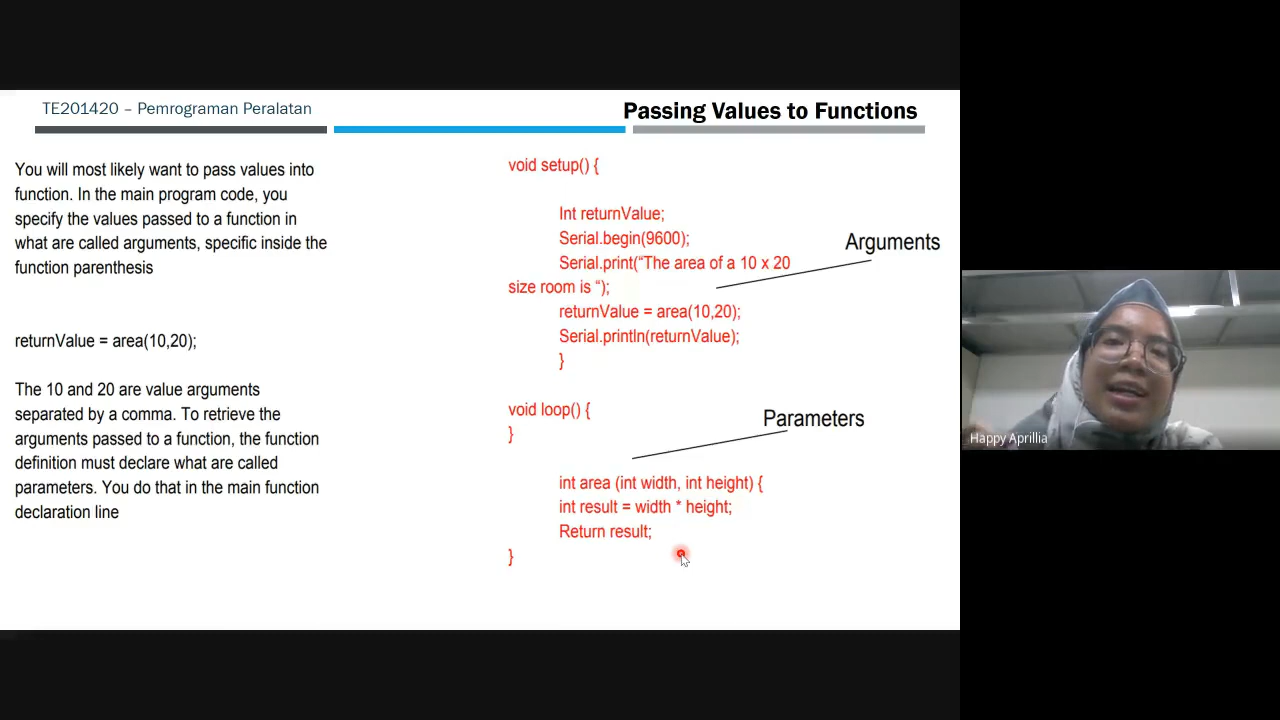 TE201420 – Pemrograman Peralatan
Passing Values to Functions
You will most likely want to pass values into
function. In the main program code, you
specify the values passed to a function in
what are called arguments, specific inside the
function parenthesis
returnValue = area(10,20);
The 10 and 20 are value arguments
separated by a comma. To retrieve the
arguments passed to a function, the function
definition must declare what are called
parameters. You do that in the main function
declaration line
void setup() {
Int returnValue;
Serial.begin(9600);
Serial.print(“The area of a 10 x 20
size room is “);
returnValue = area(10,20);
Serial.println(returnValue);
}
Arguments
void loop() {
}
Parameters
int area (int width, int height) {
int result = width * height;
Return result;
}
Happy Aprillia